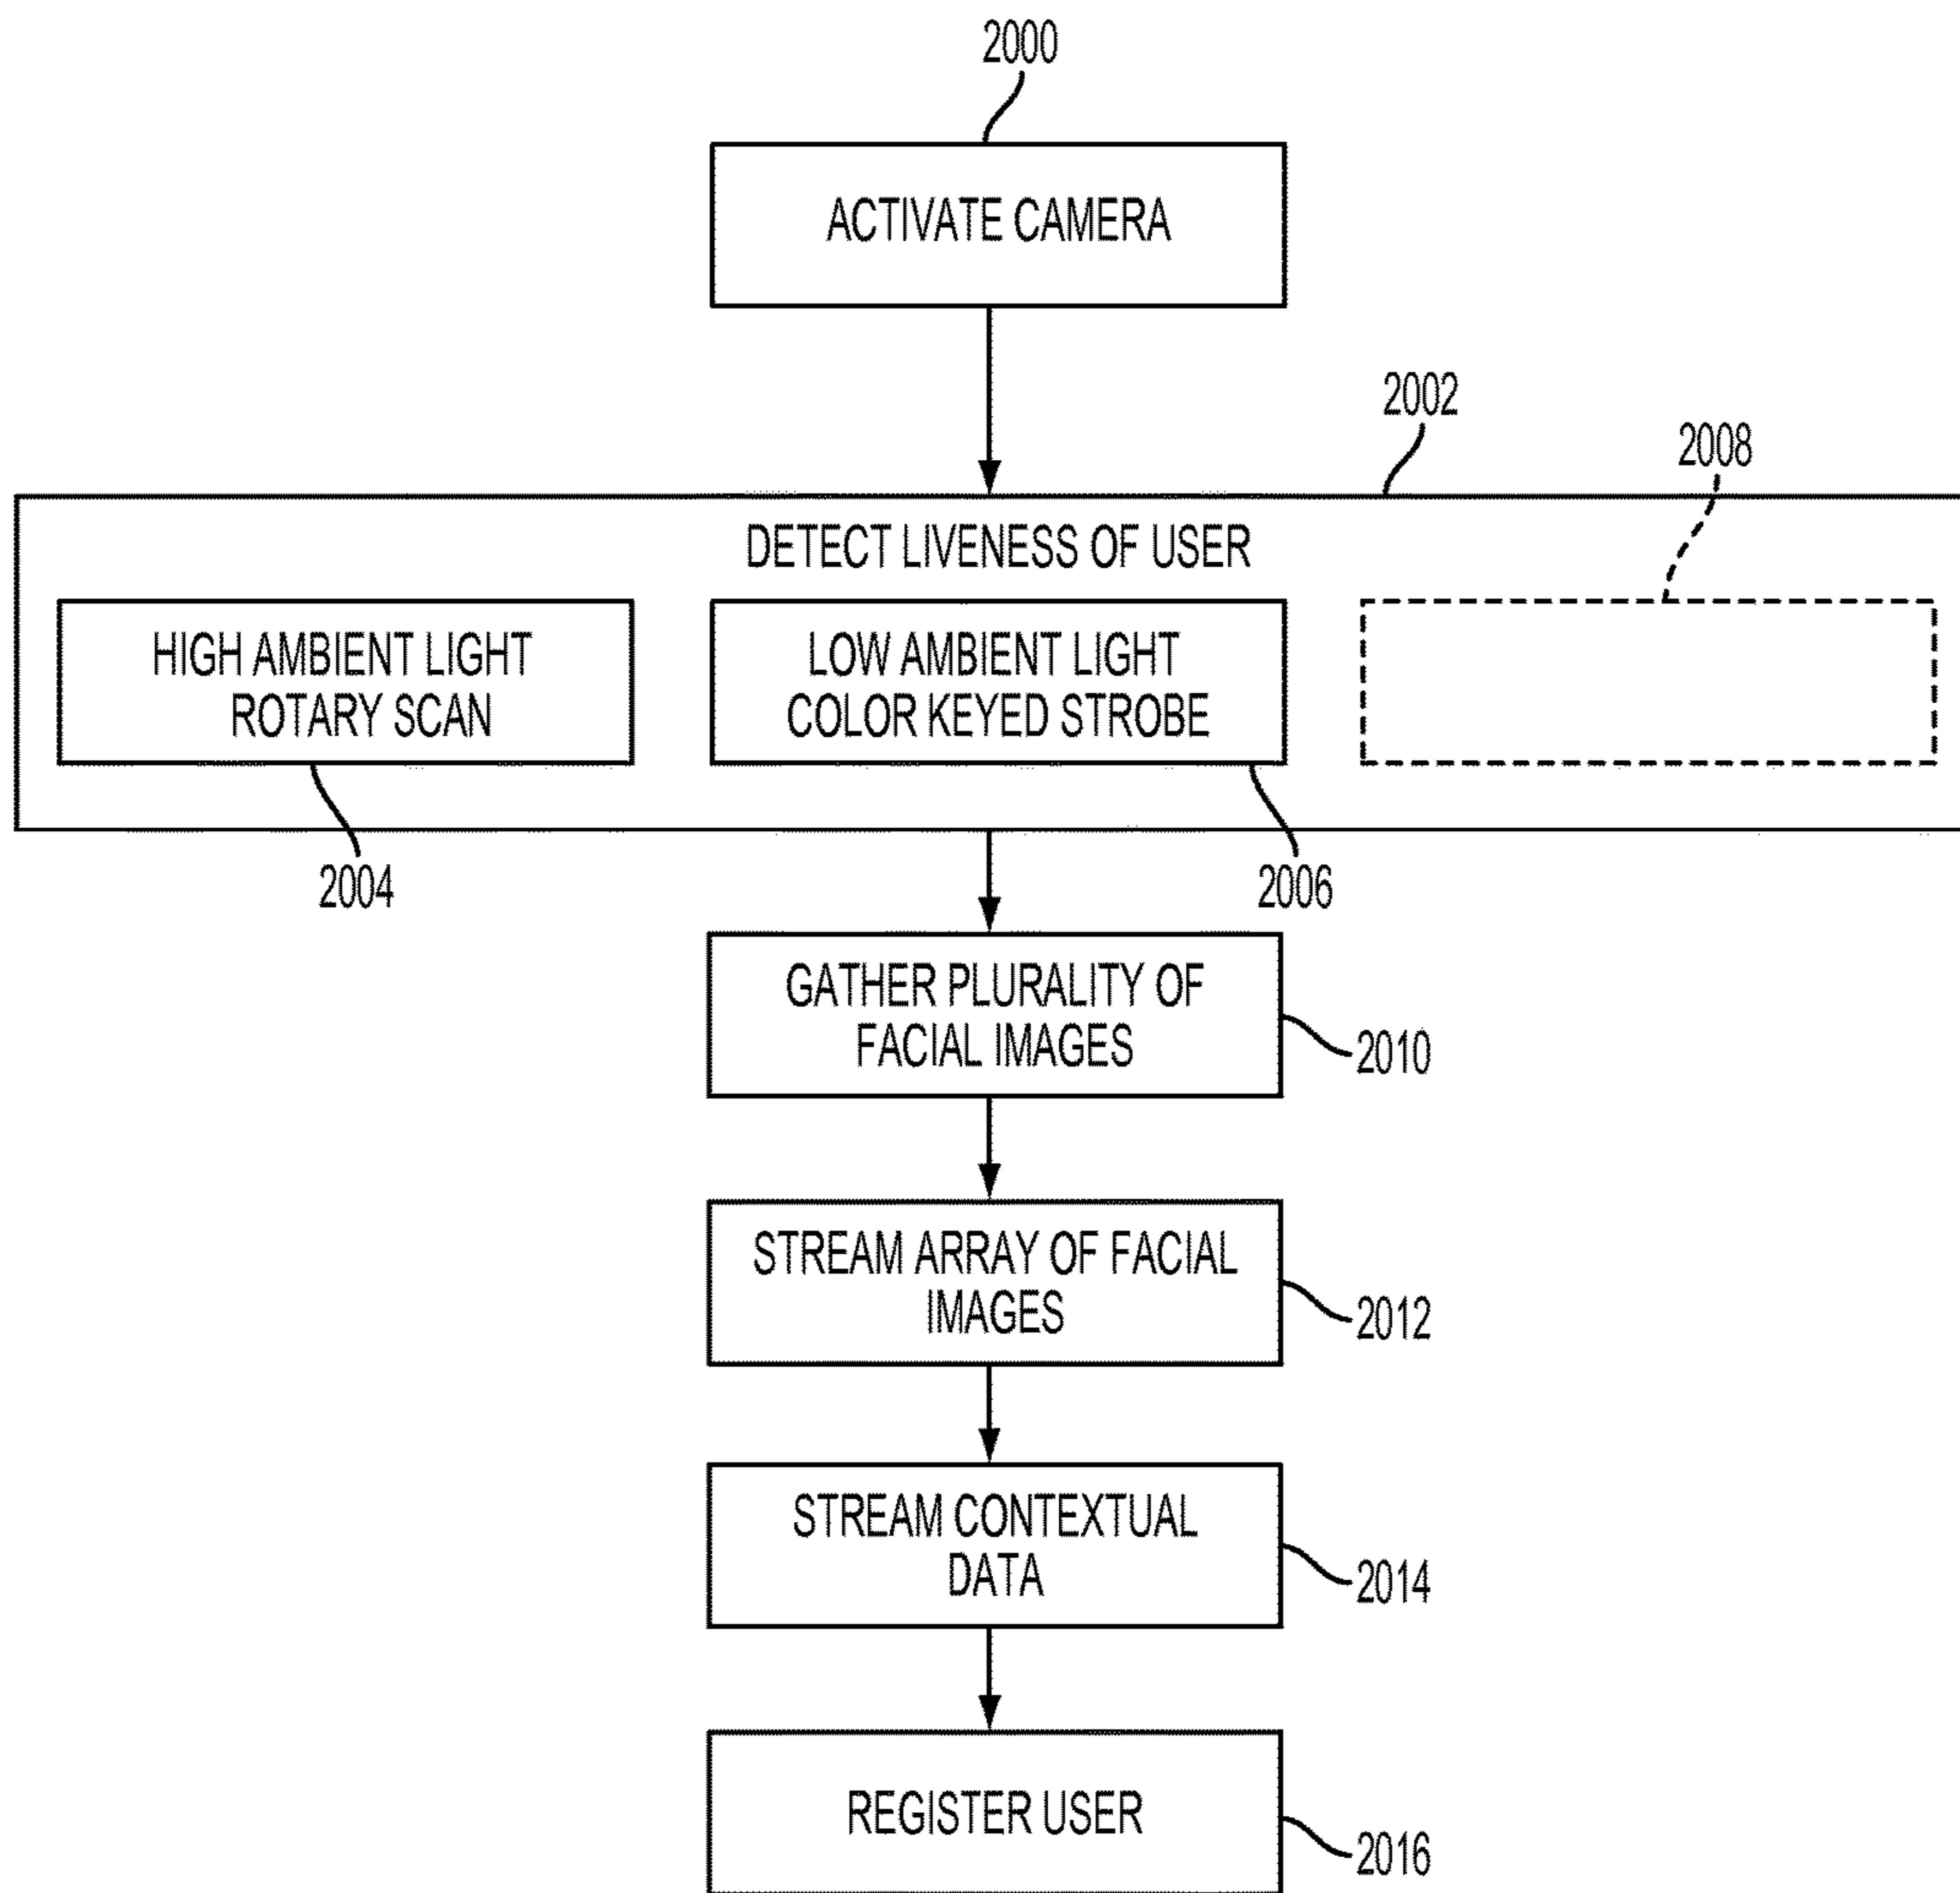 2000
ACTIVATE CAMERA
2002
2008
DETECT LIVENESS OF USER
HIGH AMBIENT LIGHT
ROTARY SCAN
LOW AMBIENT LIGHT
COLOR KEYED STROBE
2004
2006
GATHER PLURALITY OF
FACIAL IMAGES
2010
STREAM ARRAY OF FACIAL
IMAGES
2012
STREAM CONTEXTUAL
DATA
2014
REGISTER USER
2016